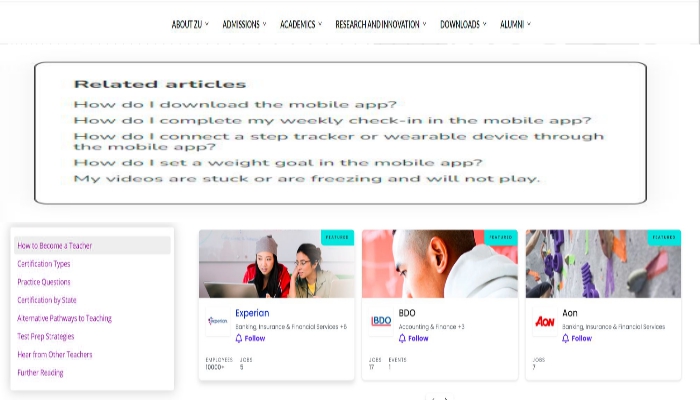 ABOUT ZU ADMISSIONS ACADEMICS RESEARCH AND INNOVATION DOWNLOADS ALUMNI
Related articles
How do I download the mobile app?
How do I complete my weekly check-in in the mobile app?
How do I connect a step tracker or wearable device through
the mobile app?
How do I set a weight goal in the mobile app?
My videos are stuck or are freezing and will not play.
How to Become a Teacher
Certification Types
Practice Questions
Certification by State
Alternative Pathways to Teaching
Test Prep Strategies
Hear from Other Teachers
Further Reading
FEATURED
experian
Experian
Banking, Insurance & Financial Services +6
Follow
EMPLOYEES JOBS
10000+ 5
FEATURED
BDO
BDO
Accounting & Finance +3
Follow
JOBS EVENTS
17 1
FEATURED
AON
Aon
Banking, Insurance & Financial Services
Follow
JOBS
7